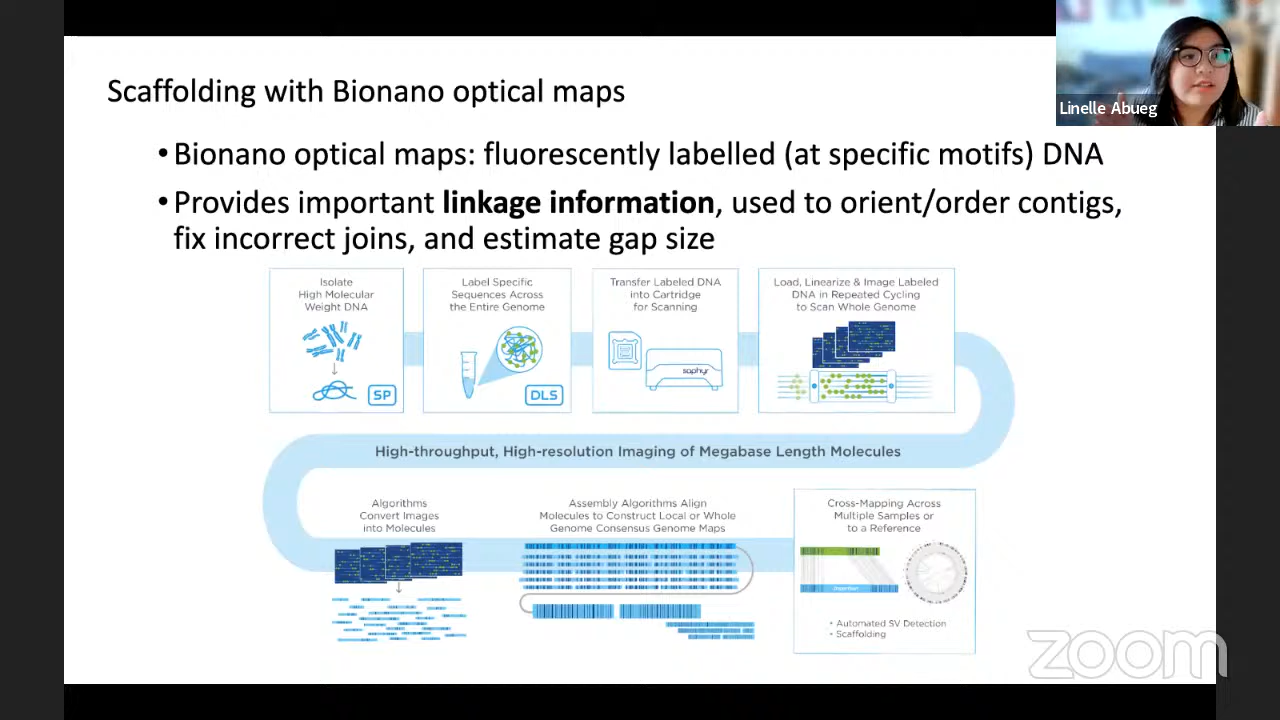 Scaffolding with Bionano optical maps
Linelle Abueg
•Bionano optical maps: fluorescently labelled (at specific motifs) DNA
•Provides important linkage information, used to orient/order contigs,
fix incorrect joins, and estimate gap size
Isolate
High Molecular
Weight DNA
SP
Label Specific
Sequences Across
the Entire Genome
DLS
Transfer Labeled DNA
into Cartridge
for Scanning
saphyr
Load, Linearize & Image Labeled
DNA in Repeated Cycling
to Scan Whole Genome
High-throughput, High-resolution Imaging of Megabase Length Molecules
Algorithms
Convert Images
into Molecules
Assembly Algorithms Align
Molecules to Construct Local or Whole
Genome Consensus Genome Maps
Cross-Mapping Across
Multiple Samples or
to a Reference
Insertion
• Automated SV Detection
• Scaffolding
zoom